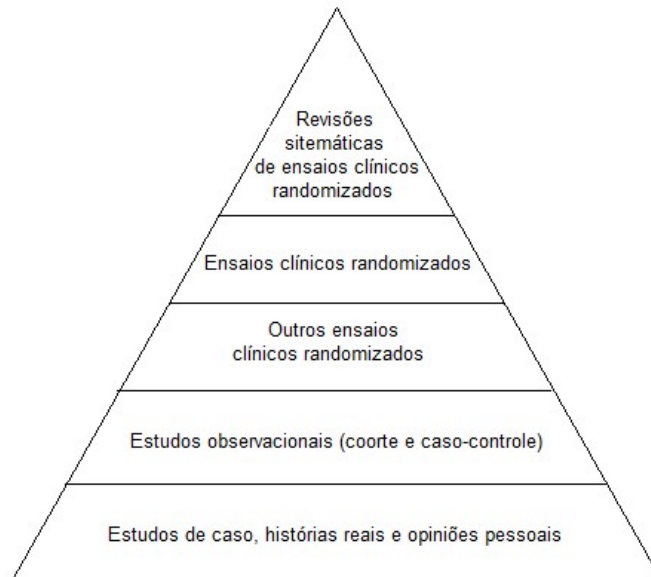 Revisões
sitemáticas
de ensaios clínicos
randomizados
Ensaios clínicos randomizados
Outros ensaios
clínicos randomizados
Estudos observacionais (coorte e caso-controle)
Estudos de caso, histórias reais e opiniões pessoais